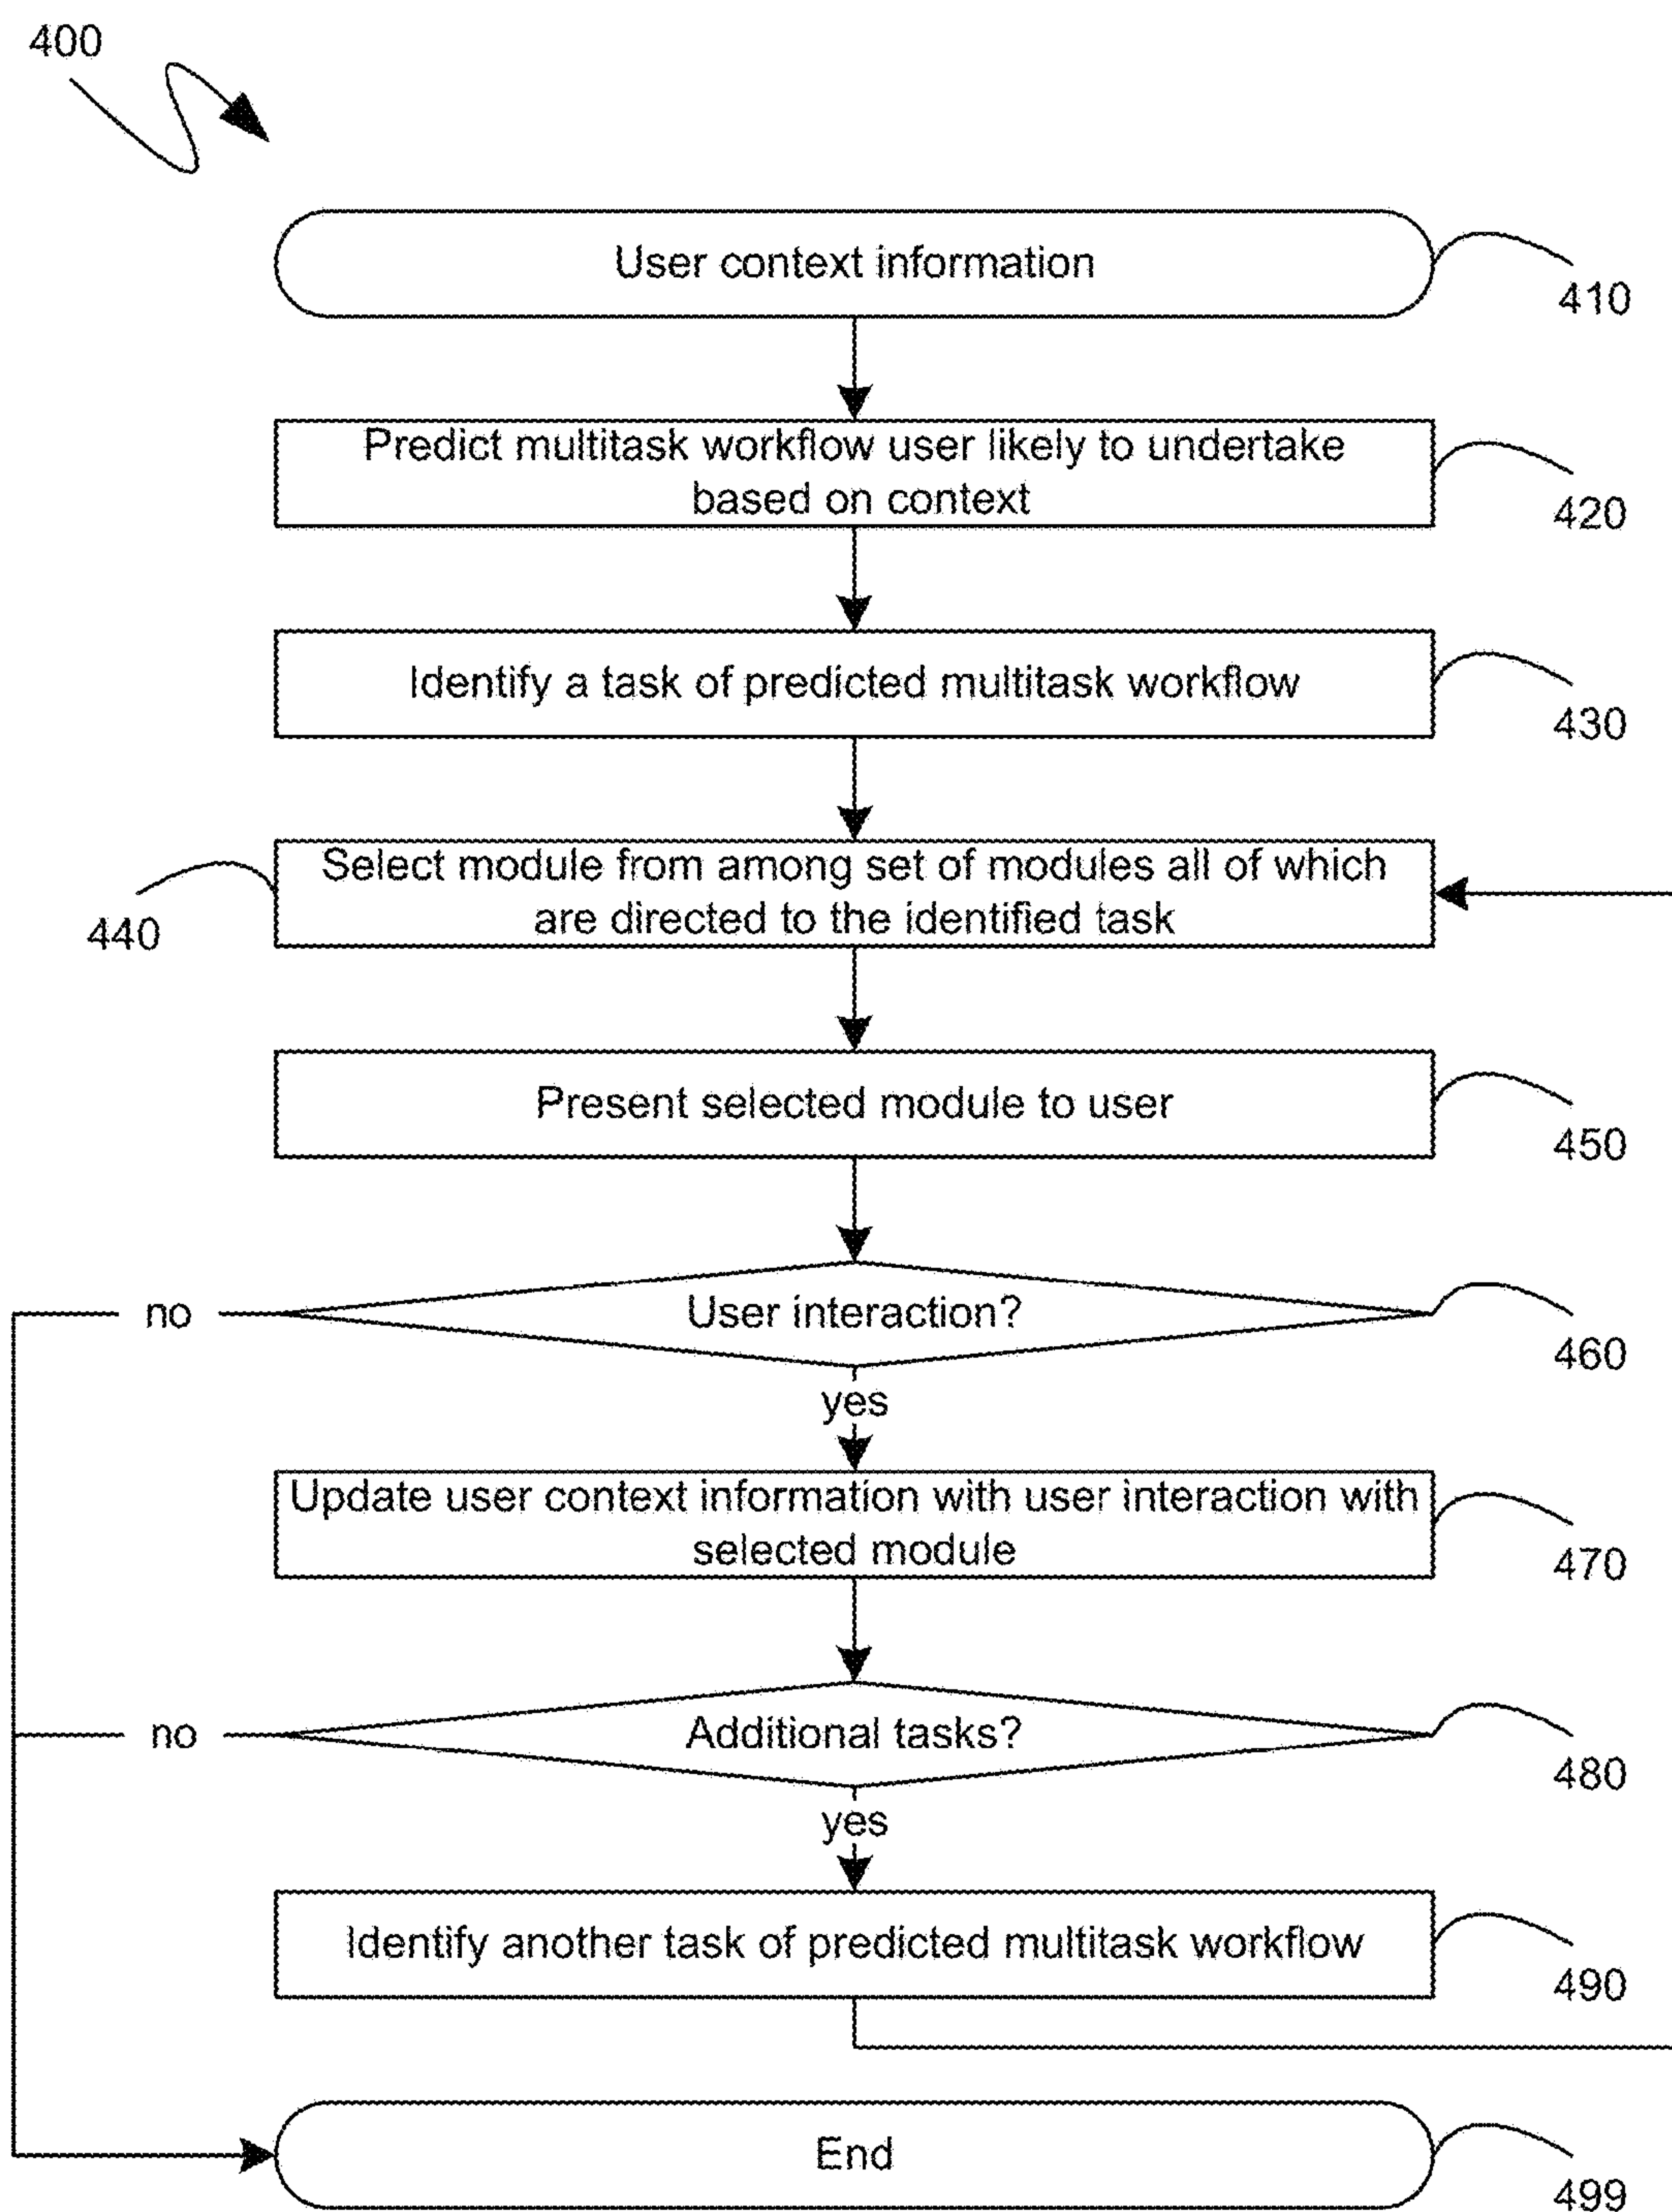 400
User context information
410
Predict multitask workflow user likely to undertake
based on context
420
Identify a task of predicted multitask workflow
430
Select module from among set of modules all of which
are directed to the identified task
440
Present selected module to user
450
User interaction?
no
460
yes
Update user context information with user interaction with
selected module
470
Additional tasks?
no
480
yes
Identify another task of predicted multitask workflow
490
End
499